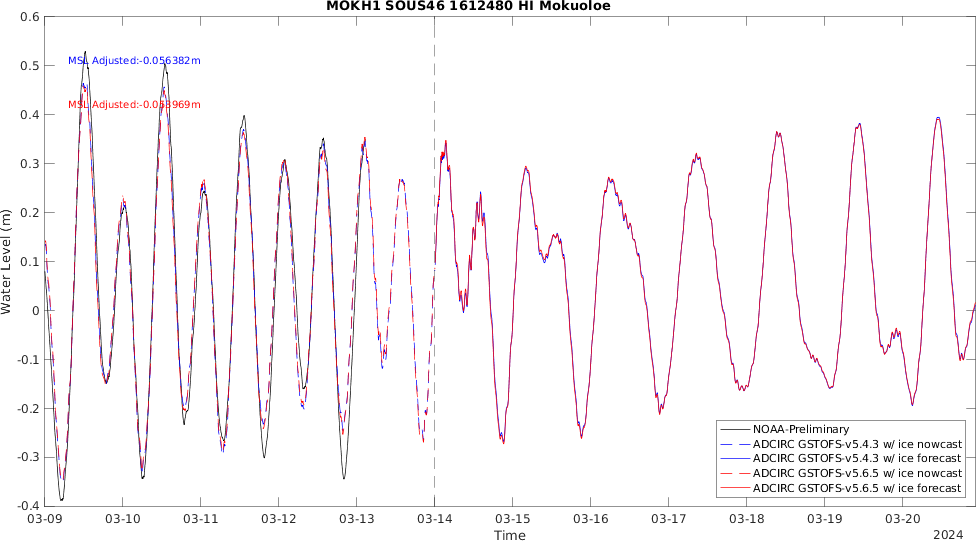 MOKH1 SOUS46 1612480 HI Mokuoloe
0.6
0.5
0.4
0.3
0.2
0.1
0
-0.1
-0.2
-0.3
-0.4
Water Level (m)
MSL Adjusted:-0.056382m
MSL Adjusted:-0.053969m
NOAA-Preliminary
ADCIRC GSTOFS-v5.4.3 w/ ice nowcast
ADCIRC GSTOFS-v5.4.3 w/ ice forecast
ADCIRC GSTOFS-v5.6.5 w/ ice nowcast
ADCIRC GSTOFS-v5.6.5 w/ ice forecast
03-09 03-10 03-11 03-12 03-13 03-14 03-15 03-16 03-17 03-18 03-19 03-20
Time
2024